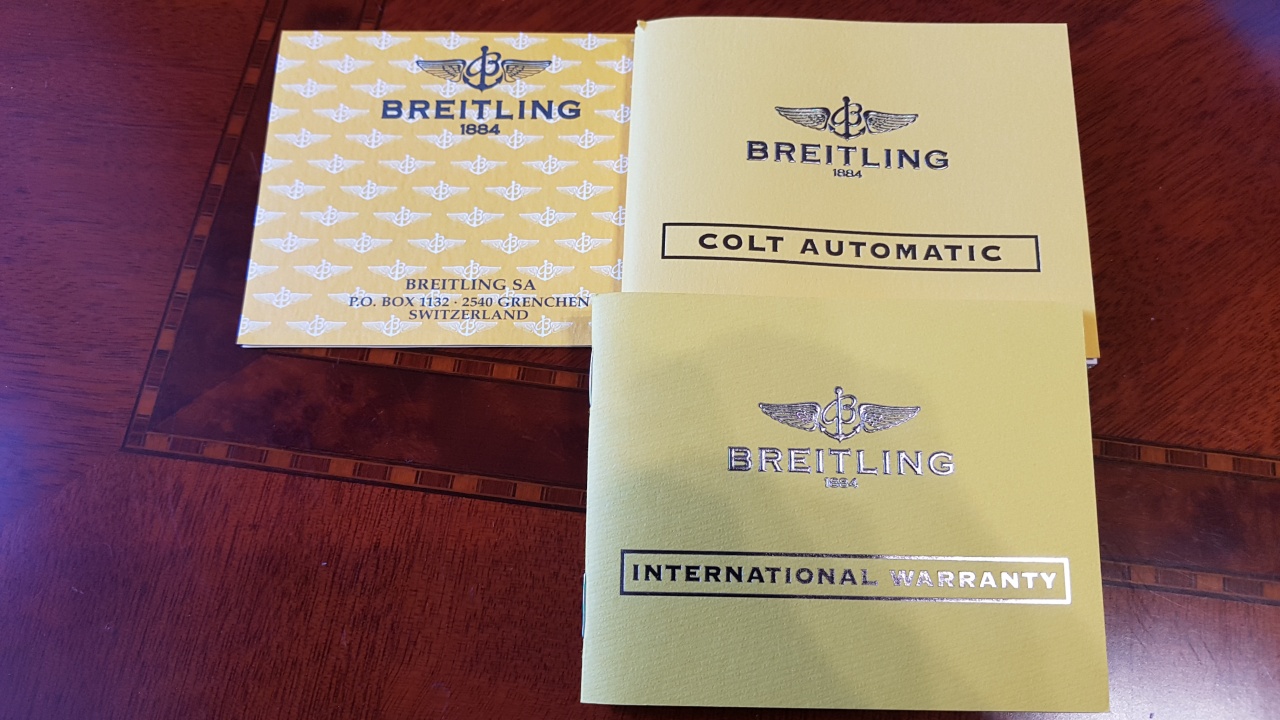 BREITLING
1884
BREITLING SA
P.O. BOX 1132 · 2540 GRENCHEN
SWITZERLAND
BREITLING
1884
COLT AUTOMATIC
BREITLING
1884
INTERNATIONAL WARRANTY